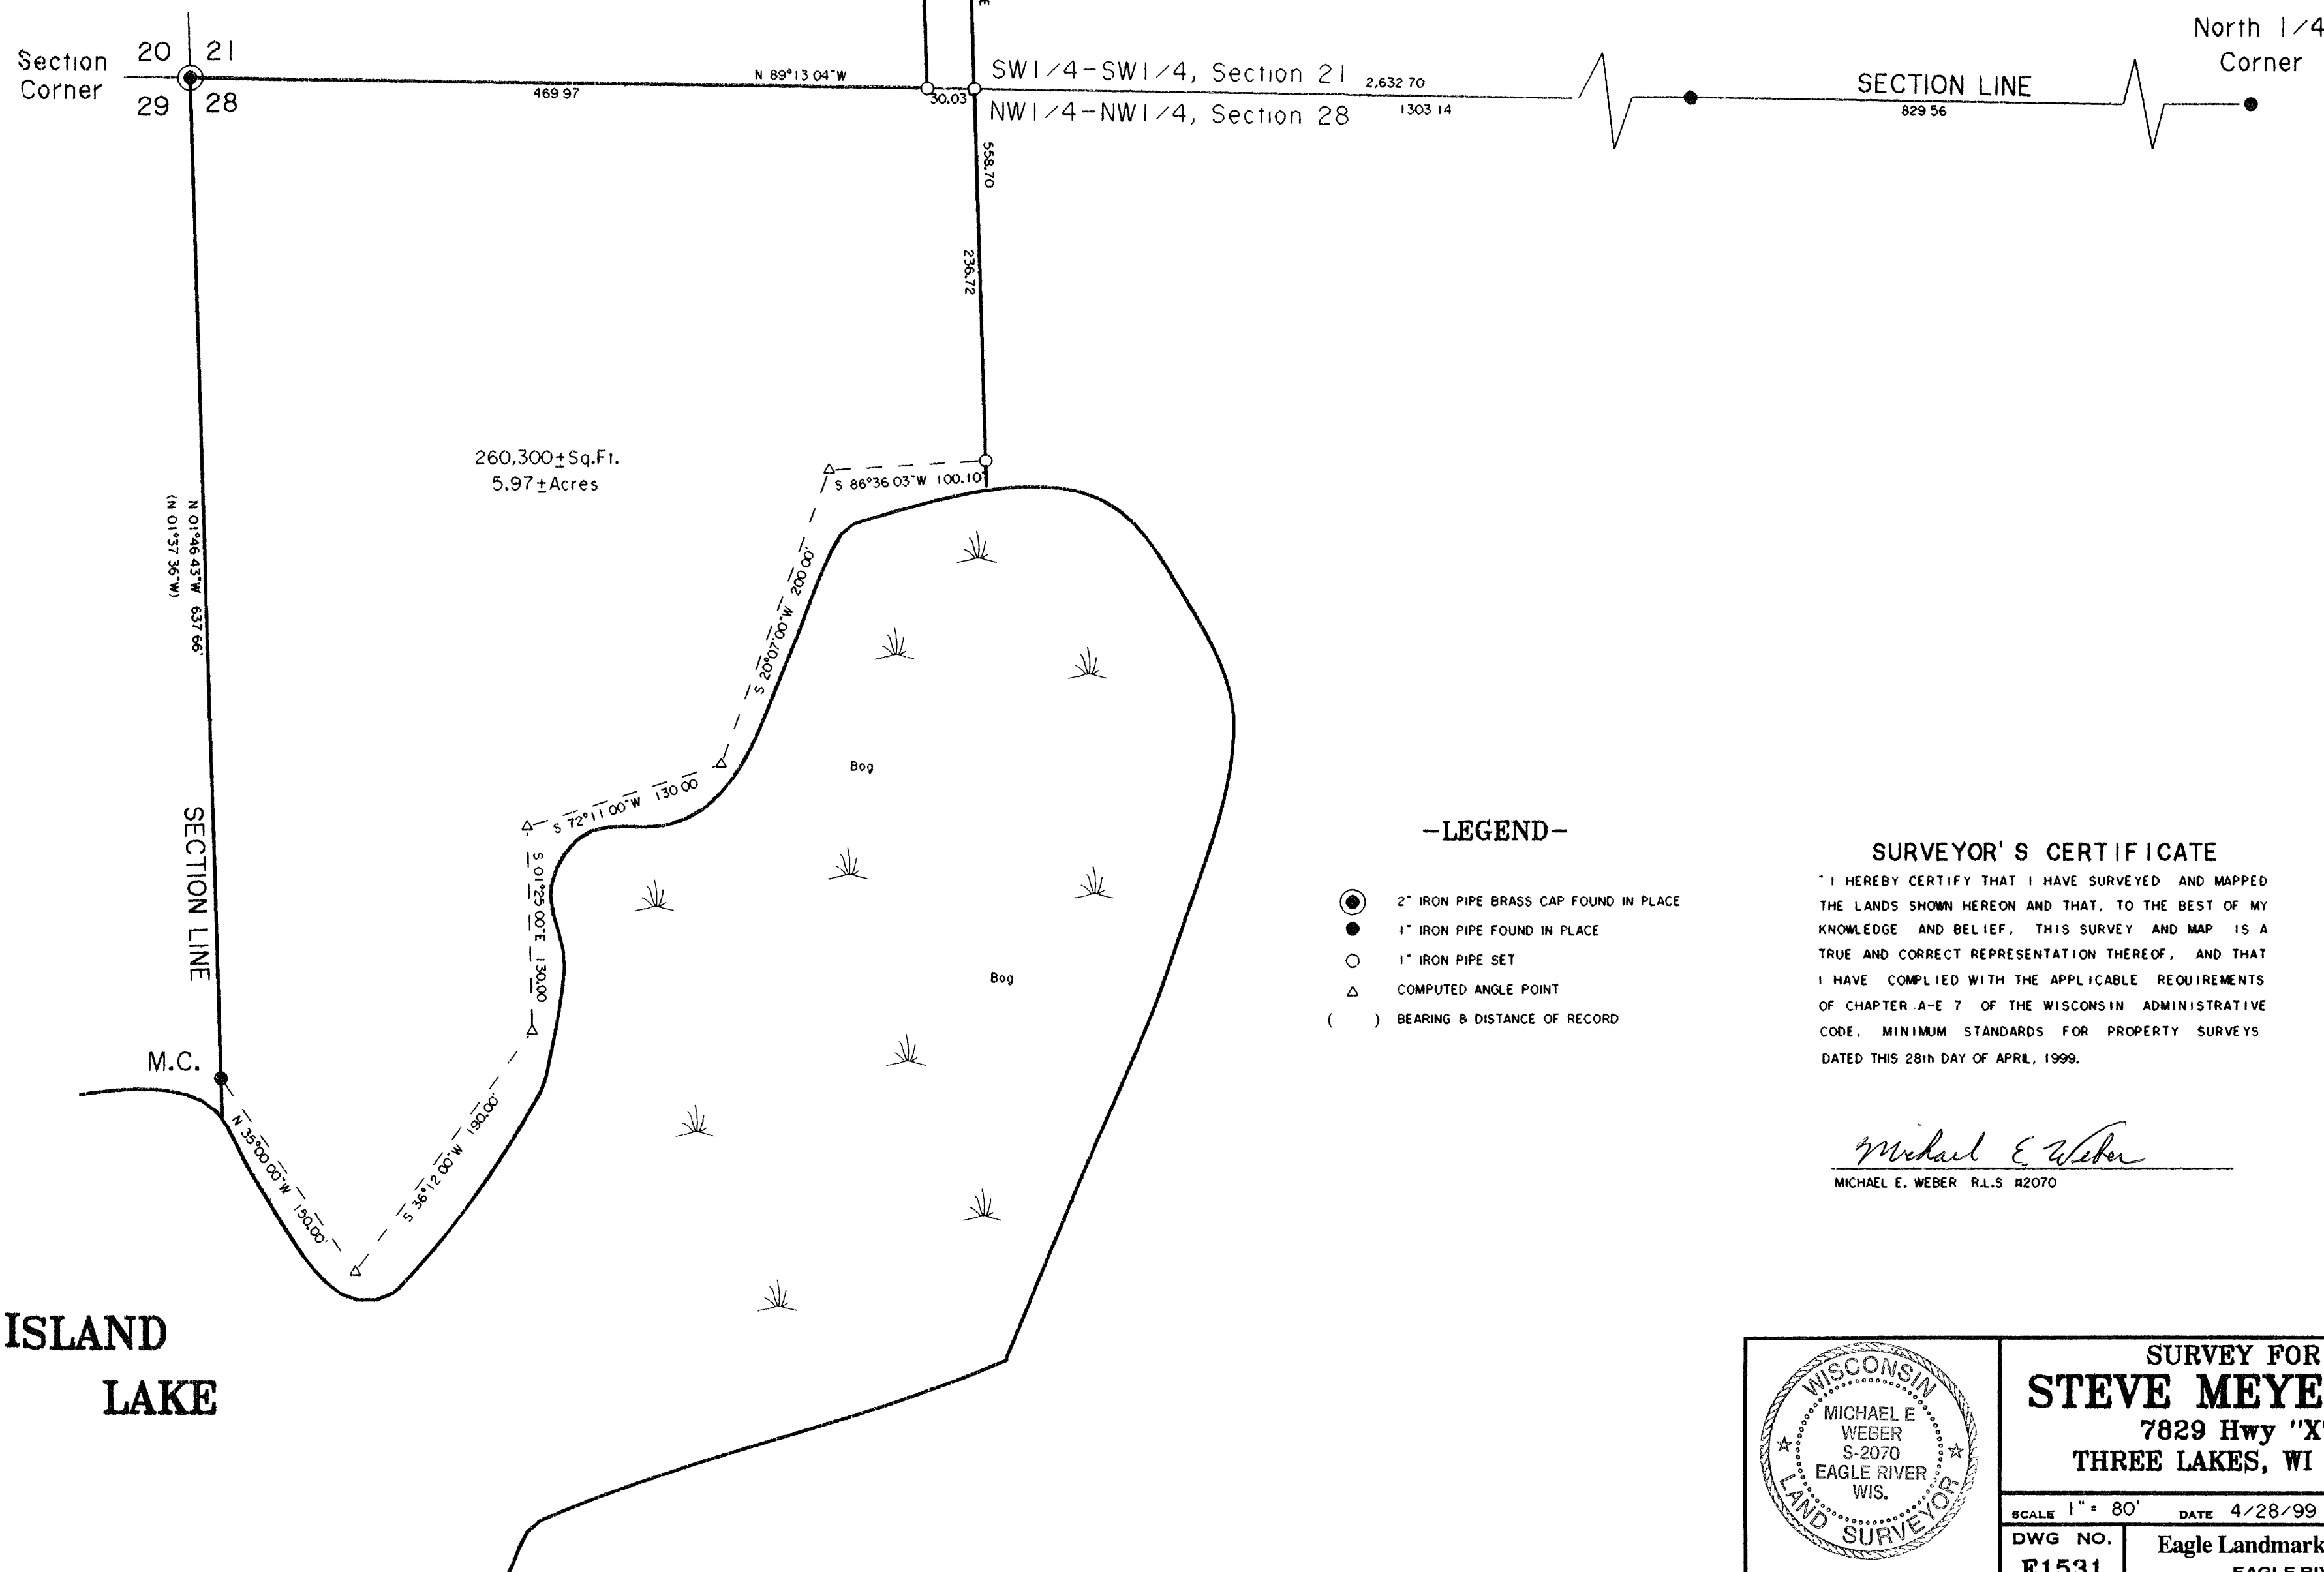 North 1/4
Corner
Section
Corner
20
21
29
28
N 89°13 04"W
469 97
30.03
SW1/4-SW1/4, Section 21
2,632 70
NW1/4-NW1/4, Section 28
1303 14
SECTION LINE
829 56
558.70
236.72
260,300±Sq.Ft.
5.97±Acres
S 86°36 03"W 100.10'
N 01°46 43"W 637 66'
(N 01°37 36"W)
S 20°07'00"W 200 00'
S 72°11 00"W 130 00
S 01°25 00"E 130.00
SECTION LINE
Bog
Bog
M.C.
N 35°00 00"W 150.00'
S 36°12 00"W 190.00'
ISLAND
LAKE
-LEGEND-
2" IRON PIPE BRASS CAP FOUND IN PLACE
1" IRON PIPE FOUND IN PLACE
1" IRON PIPE SET
COMPUTED ANGLE POINT
( ) BEARING & DISTANCE OF RECORD
SURVEYOR'S CERTIFICATE
"I HEREBY CERTIFY THAT I HAVE SURVEYED AND MAPPED
THE LANDS SHOWN HEREON AND THAT, TO THE BEST OF MY
KNOWLEDGE AND BELIEF, THIS SURVEY AND MAP IS A
TRUE AND CORRECT REPRESENTATION THEREOF, AND THAT
I HAVE COMPLIED WITH THE APPLICABLE REQUIREMENTS
OF CHAPTER A-E 7 OF THE WISCONSIN ADMINISTRATIVE
CODE, MINIMUM STANDARDS FOR PROPERTY SURVEYS
DATED THIS 28th DAY OF APRIL, 1999.
Michael E. Weber
MICHAEL E. WEBER R.L.S #2070
WISCONSIN
MICHAEL E
WEBER
S-2070
EAGLE RIVER
WIS.
LAND SURVEYOR
SURVEY FOR
STEVE MEYE
7829 Hwy "X"
THREE LAKES, WI
SCALE 1" = 80' DATE 4/28/99
DWG NO.
E1531
Eagle Landmark